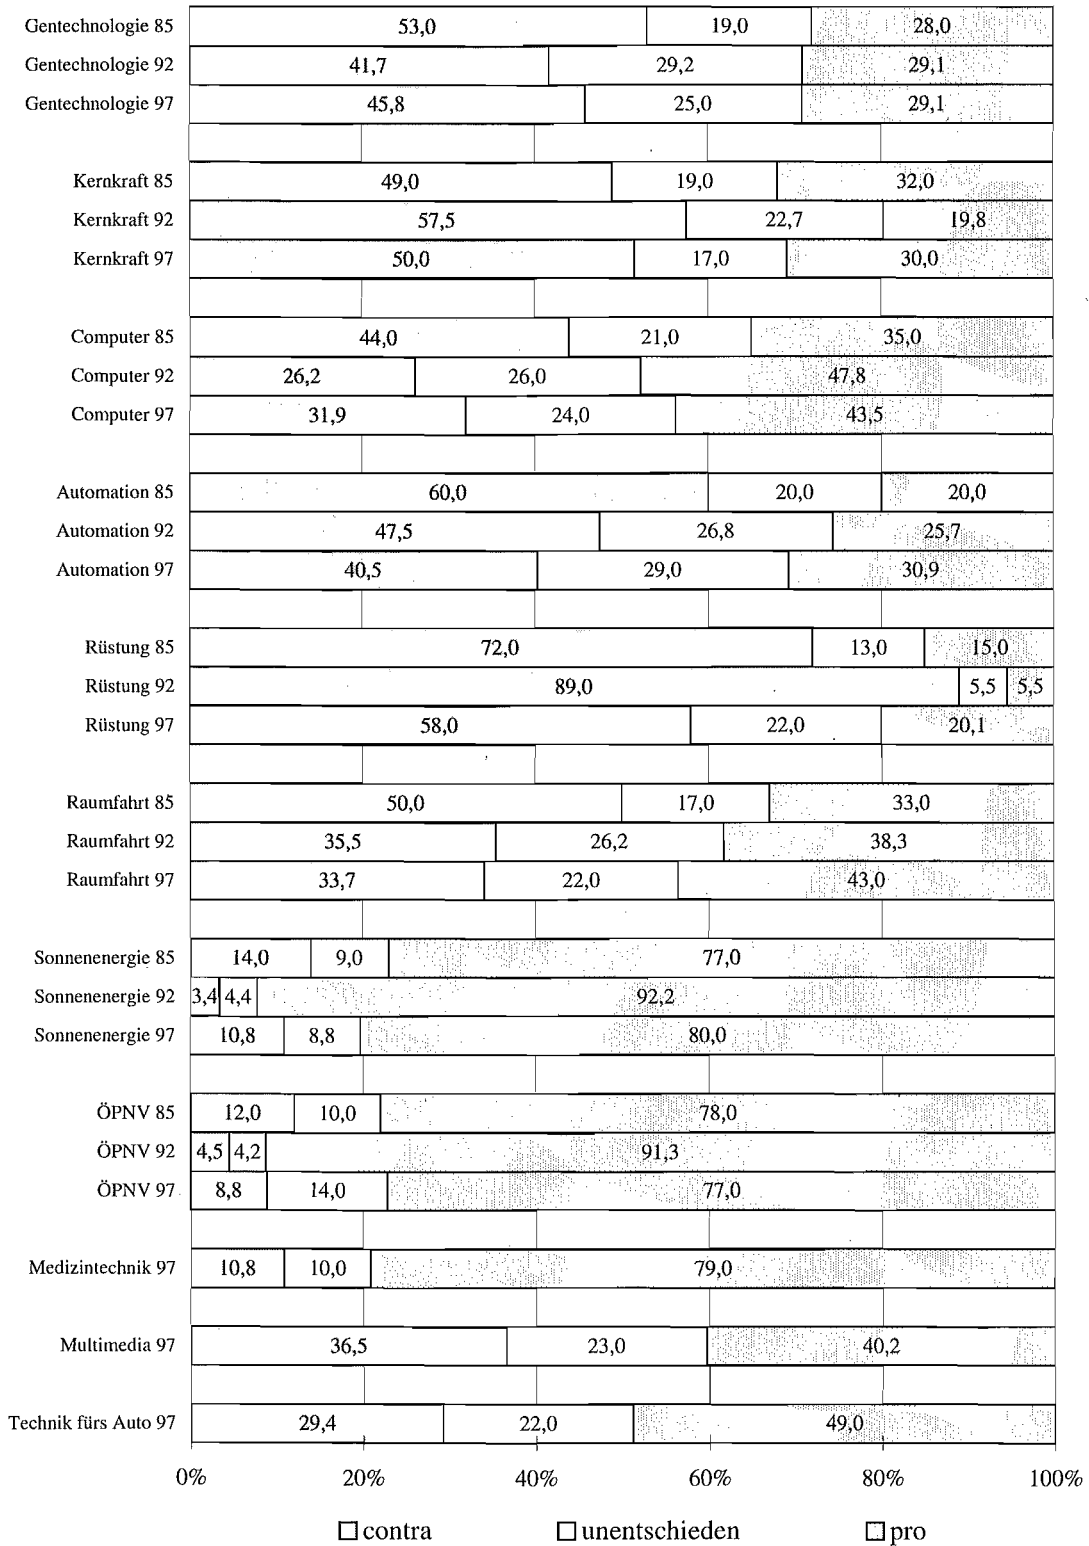 Gentechnologie 85 53,0 19,0 28,0
Gentechnologie 92 41,7 29,2 29,1
Gentechnologie 97 45,8 25,0 29,1
Kernkraft 85 49,0 19,0 32,0
Kernkraft 92 57,5 22,7 19,8
Kernkraft 97 50,0 17,0 30,0
Computer 85 44,0 21,0 35,0
Computer 92 26,2 26,0 47,8
Computer 97 31,9 24,0 43,5
Automation 85 60,0 20,0 20,0
Automation 92 47,5 26,8 25,7
Automation 97 40,5 29,0 30,9
Rüstung 85 72,0 13,0 15,0
Rüstung 92 89,0 5,5 5,5
Rüstung 97 58,0 22,0 20,1
Raumfahrt 85 50,0 17,0 33,0
Raumfahrt 92 35,5 26,2 38,3
Raumfahrt 97 33,7 22,0 43,0
Sonnenenergie 85 14,0 9,0 77,0
Sonnenenergie 92 3,4 4,4 92,2
Sonnenenergie 97 10,8 8,8 80,0
ÖPNV 85 12,0 10,0 78,0
ÖPNV 92 4,5 4,2 91,3
ÖPNV 97 8,8 14,0 77,0
Medizintechnik 97 10,8 10,0 79,0
Multimedia 97 36,5 23,0 40,2
Technik fürs Auto 97 29,4 22,0 49,0
0% 20% 40% 60% 80% 100%
contra unentschieden pro